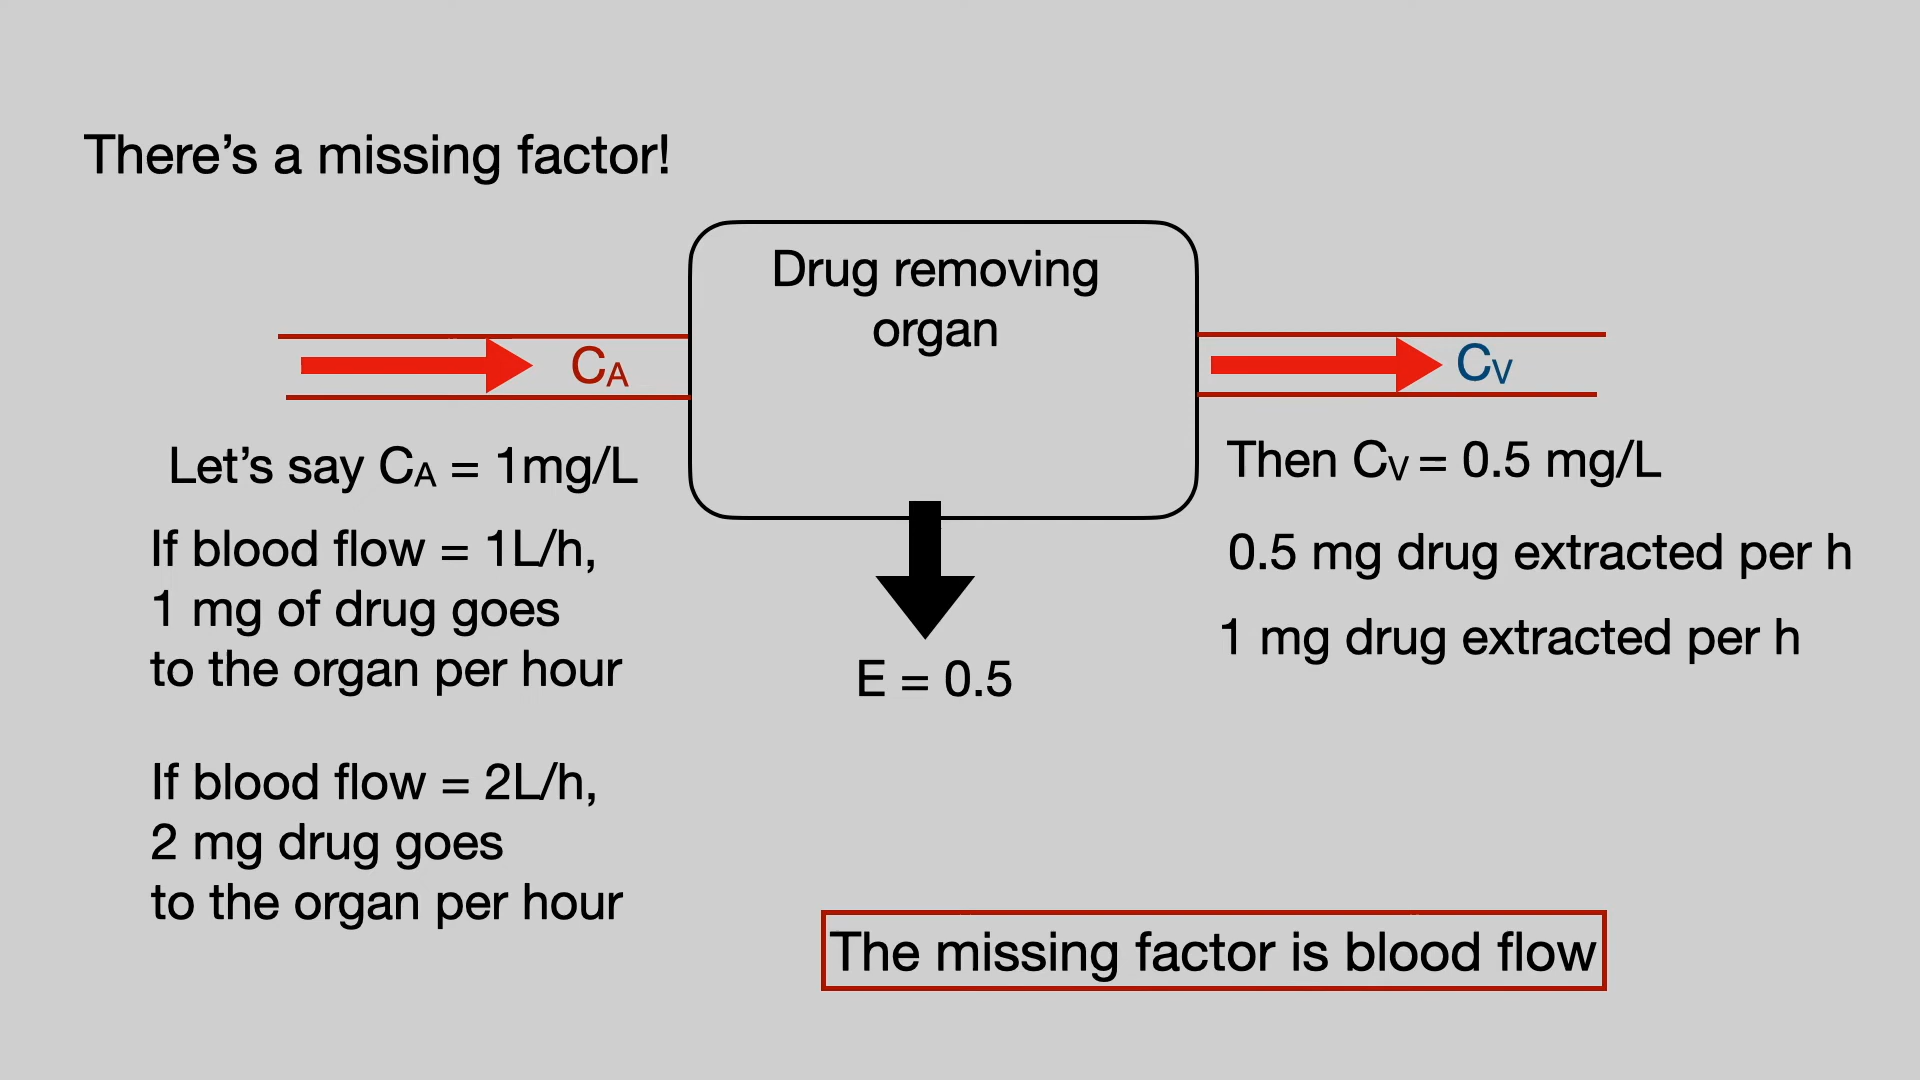 There's a missing factor!
Drug removing
organ
CA
CV
Let's say CA = 1mg/L
Then CV = 0.5 mg/L
If blood flow = 1L/h,
1 mg of drug goes
to the organ per hour
0.5 mg drug extracted per h
1 mg drug extracted per h
E = 0.5
If blood flow = 2L/h,
2 mg drug goes
to the organ per hour
The missing factor is blood flow